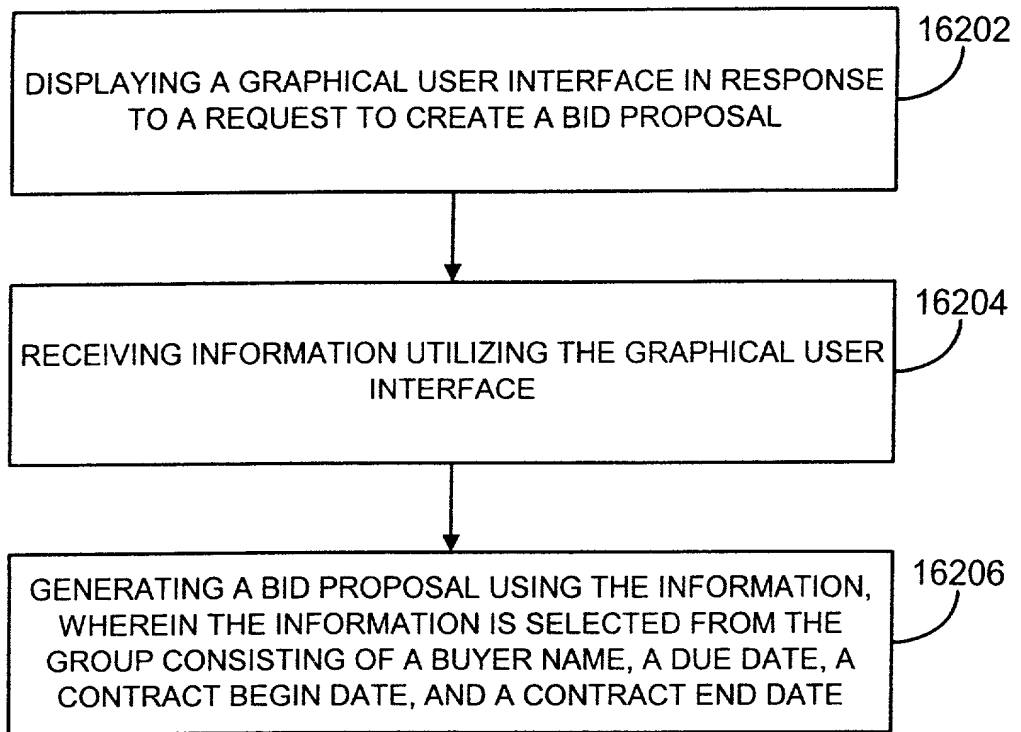 16202
DISPLAYING A GRAPHICAL USER INTERFACE IN RESPONSE
TO A REQUEST TO CREATE A BID PROPOSAL
16204
RECEIVING INFORMATION UTILIZING THE GRAPHICAL USER
INTERFACE
16206
GENERATING A BID PROPOSAL USING THE INFORMATION,
WHEREIN THE INFORMATION IS SELECTED FROM THE
GROUP CONSISTING OF A BUYER NAME, A DUE DATE, A
CONTRACT BEGIN DATE, AND A CONTRACT END DATE